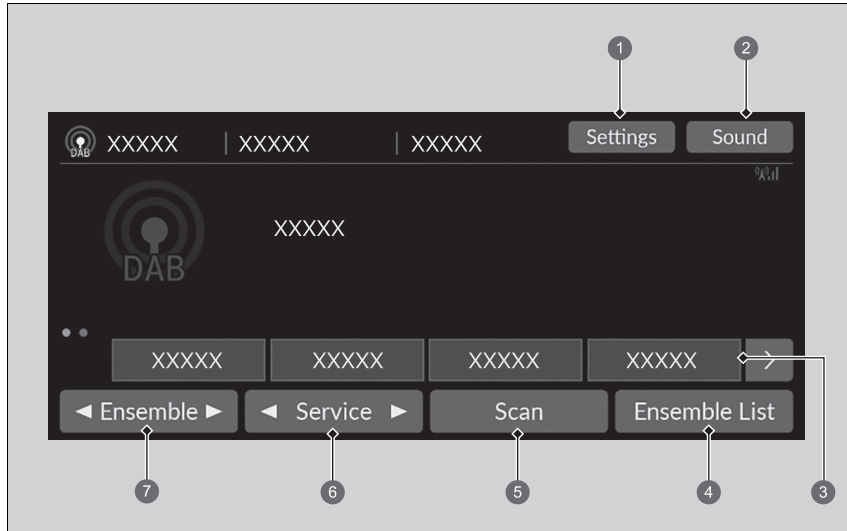 1 2
DAB XXXXX | XXXXX | XXXXX Settings Sound
DAB XXXXX
XXXXX XXXXX XXXXX XXXXX > 3
◄ Ensemble ► ◄ Service ► Scan Ensemble List
7 6 5 4